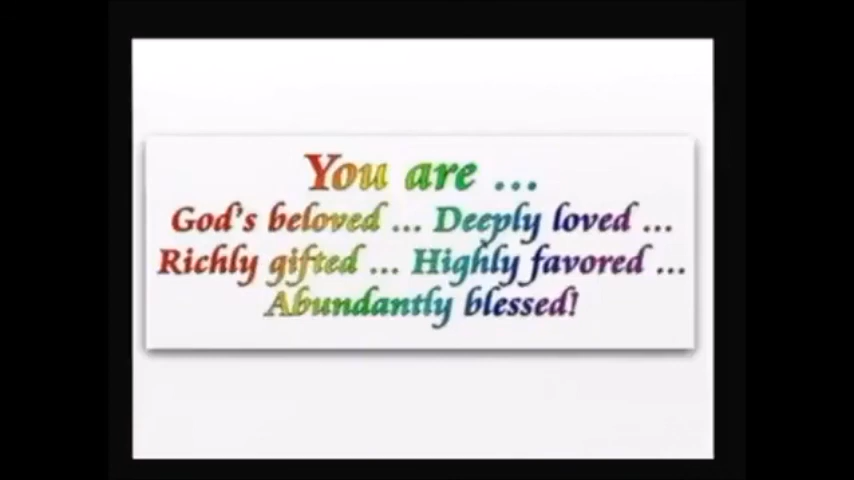 You are ...
God's beloved ... Deeply loved ...
Richly gifted ... Highly favored ...
Abundantly blessed!